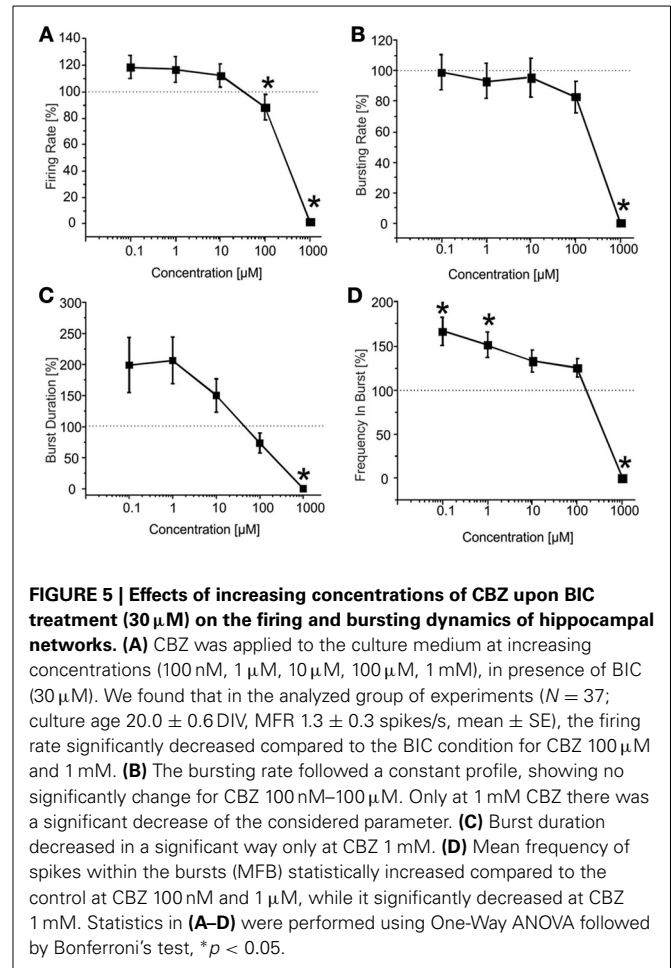 A
140
120
100
80
60
40
20
0
Firing Rate [%]
*
*
0.1 1 10 100 1000
Concentration [µM]
B
120
100
80
60
40
20
0
Bursting Rate [%]
*
0.1 1 10 100 1000
Concentration [µM]
C
300
250
200
150
100
50
0
Burst Duration [%]
*
0.1 1 10 100 1000
Concentration [µM]
D
200
150
100
50
0
Frequency In Burst [%]
*
*
*
0.1 1 10 100 1000
Concentration [µM]
FIGURE 5 | Effects of increasing concentrations of CBZ upon BIC
treatment (30 µM) on the firing and bursting dynamics of hippocampal
networks. (A) CBZ was applied to the culture medium at increasing
concentrations (100 nM, 1 µM, 10 µM, 100 µM, 1 mM), in presence of BIC
(30 µM). We found that in the analyzed group of experiments (N = 37;
culture age 20.0 ± 0.6 DIV, MFR 1.3 ± 0.3 spikes/s, mean ± SE), the firing
rate significantly decreased compared to the BIC condition for CBZ 100 µM
and 1 mM. (B) The bursting rate followed a constant profile, showing no
significantly change for CBZ 100 nM–100 µM. Only at 1 mM CBZ there was
a significant decrease of the considered parameter. (C) Burst duration
decreased in a significant way only at CBZ 1 mM. (D) Mean frequency of
spikes within the bursts (MFB) statistically increased compared to the
control at CBZ 100 nM and 1 µM, while it significantly decreased at CBZ
1 mM. Statistics in (A–D) were performed using One-Way ANOVA followed
by Bonferroni's test, *p < 0.05.